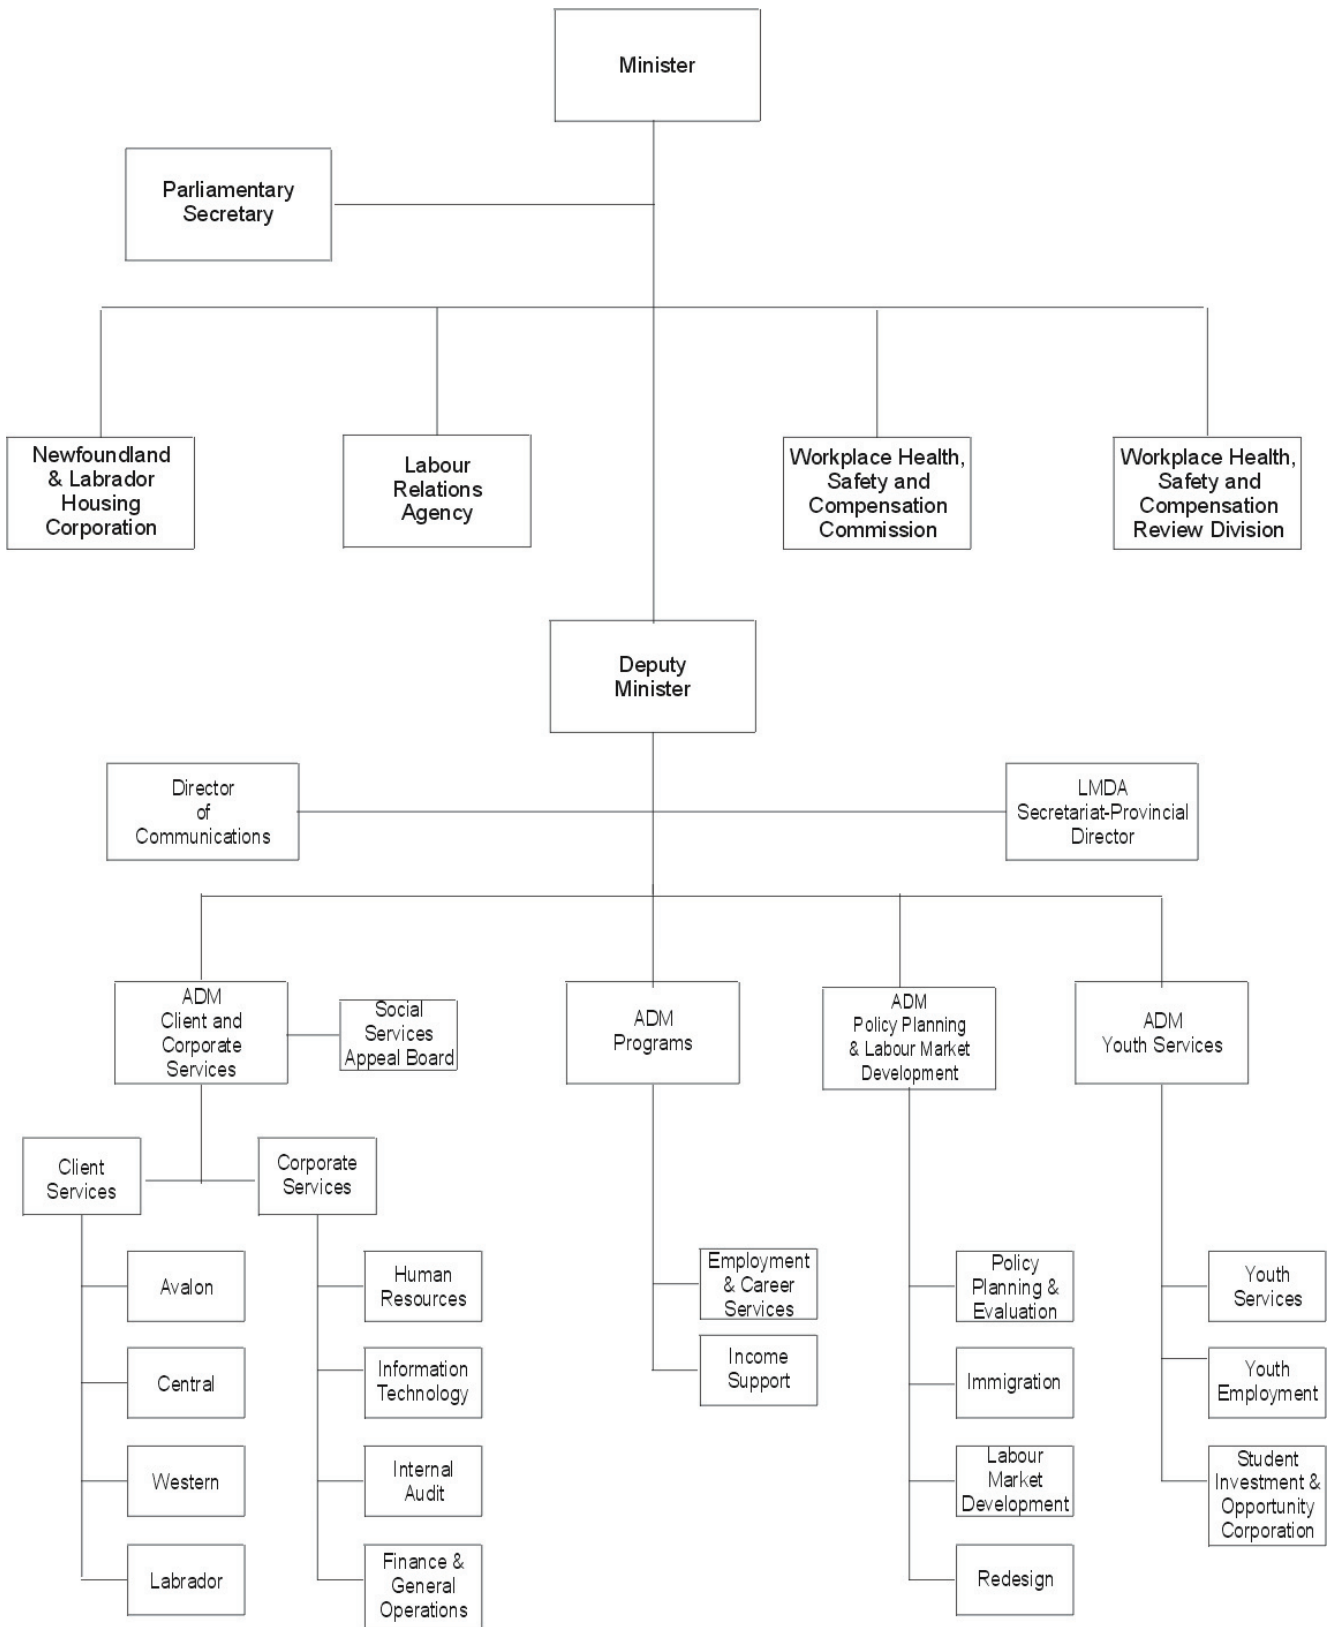 Minister
Parliamentary
Secretary
Newfoundland
& Labrador
Housing
Corporation
Labour
Relations
Agency
Workplace Health,
Safety and
Compensation
Commission
Workplace Health,
Safety and
Compensation
Review Division
Deputy
Minister
Director
of
Communications
LMDA
Secretariat-Provincial
Director
ADM
Client and
Corporate
Services
Social
Services
Appeal Board
ADM
Programs
ADM
Policy Planning
& Labour Market
Development
ADM
Youth Services
Client
Services
Corporate
Services
Avalon
Central
Western
Labrador
Human
Resources
Information
Technology
Internal
Audit
Finance &
General
Operations
Employment
& Career
Services
Income
Support
Policy
Planning &
Evaluation
Immigration
Labour
Market
Development
Redesign
Youth
Services
Youth
Employment
Student
Investment &
Opportunity
Corporation